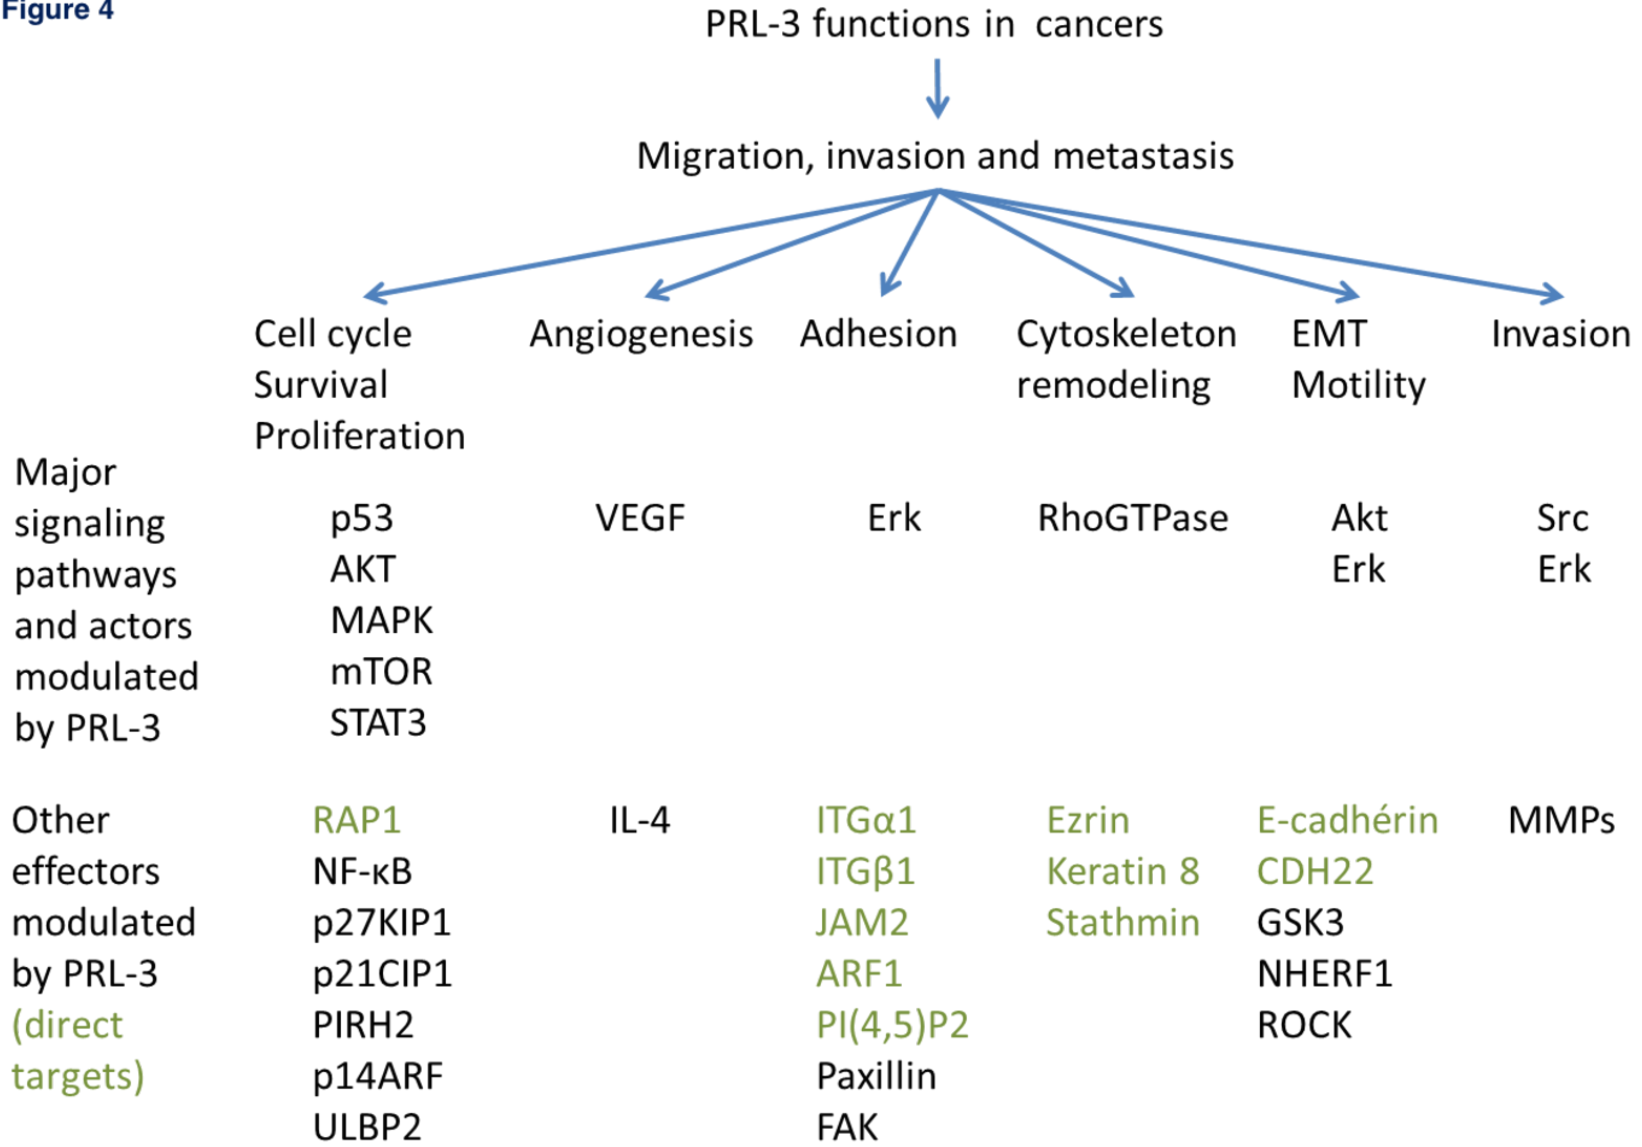 Figure 4
PRL-3 functions in cancers
Migration, invasion and metastasis
Cell cycle
Survival
Proliferation
Angiogenesis
Adhesion
Cytoskeleton
remodeling
EMT
Motility
Invasion
Major
signaling
pathways
and actors
modulated
by PRL-3
p53
AKT
MAPK
mTOR
STAT3
VEGF
Erk
RhoGTPase
Akt
Erk
Src
Erk
Other
effectors
modulated
by PRL-3
(direct
targets)
RAP1
NF-κB
p27KIP1
p21CIP1
PIRH2
p14ARF
ULBP2
IL-4
ITGα1
ITGβ1
JAM2
ARF1
PI(4,5)P2
Paxillin
FAK
Ezrin
Keratin 8
Stathmin
E-cadhérin
CDH22
GSK3
NHERF1
ROCK
MMPs